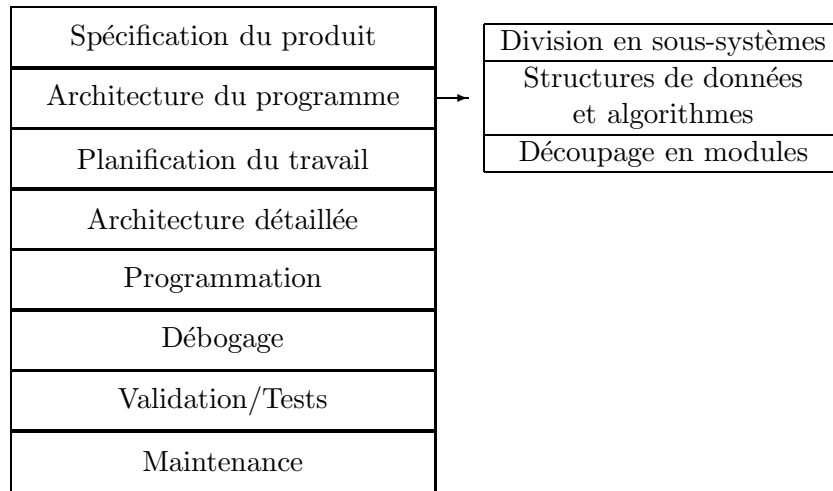 Spécification du produit
Architecture du programme
Planification du travail
Architecture détaillée
Programmation
Débogage
Validation/Tests
Maintenance
Division en sous-systèmes
Structures de données
et algorithmes
Découpage en modules